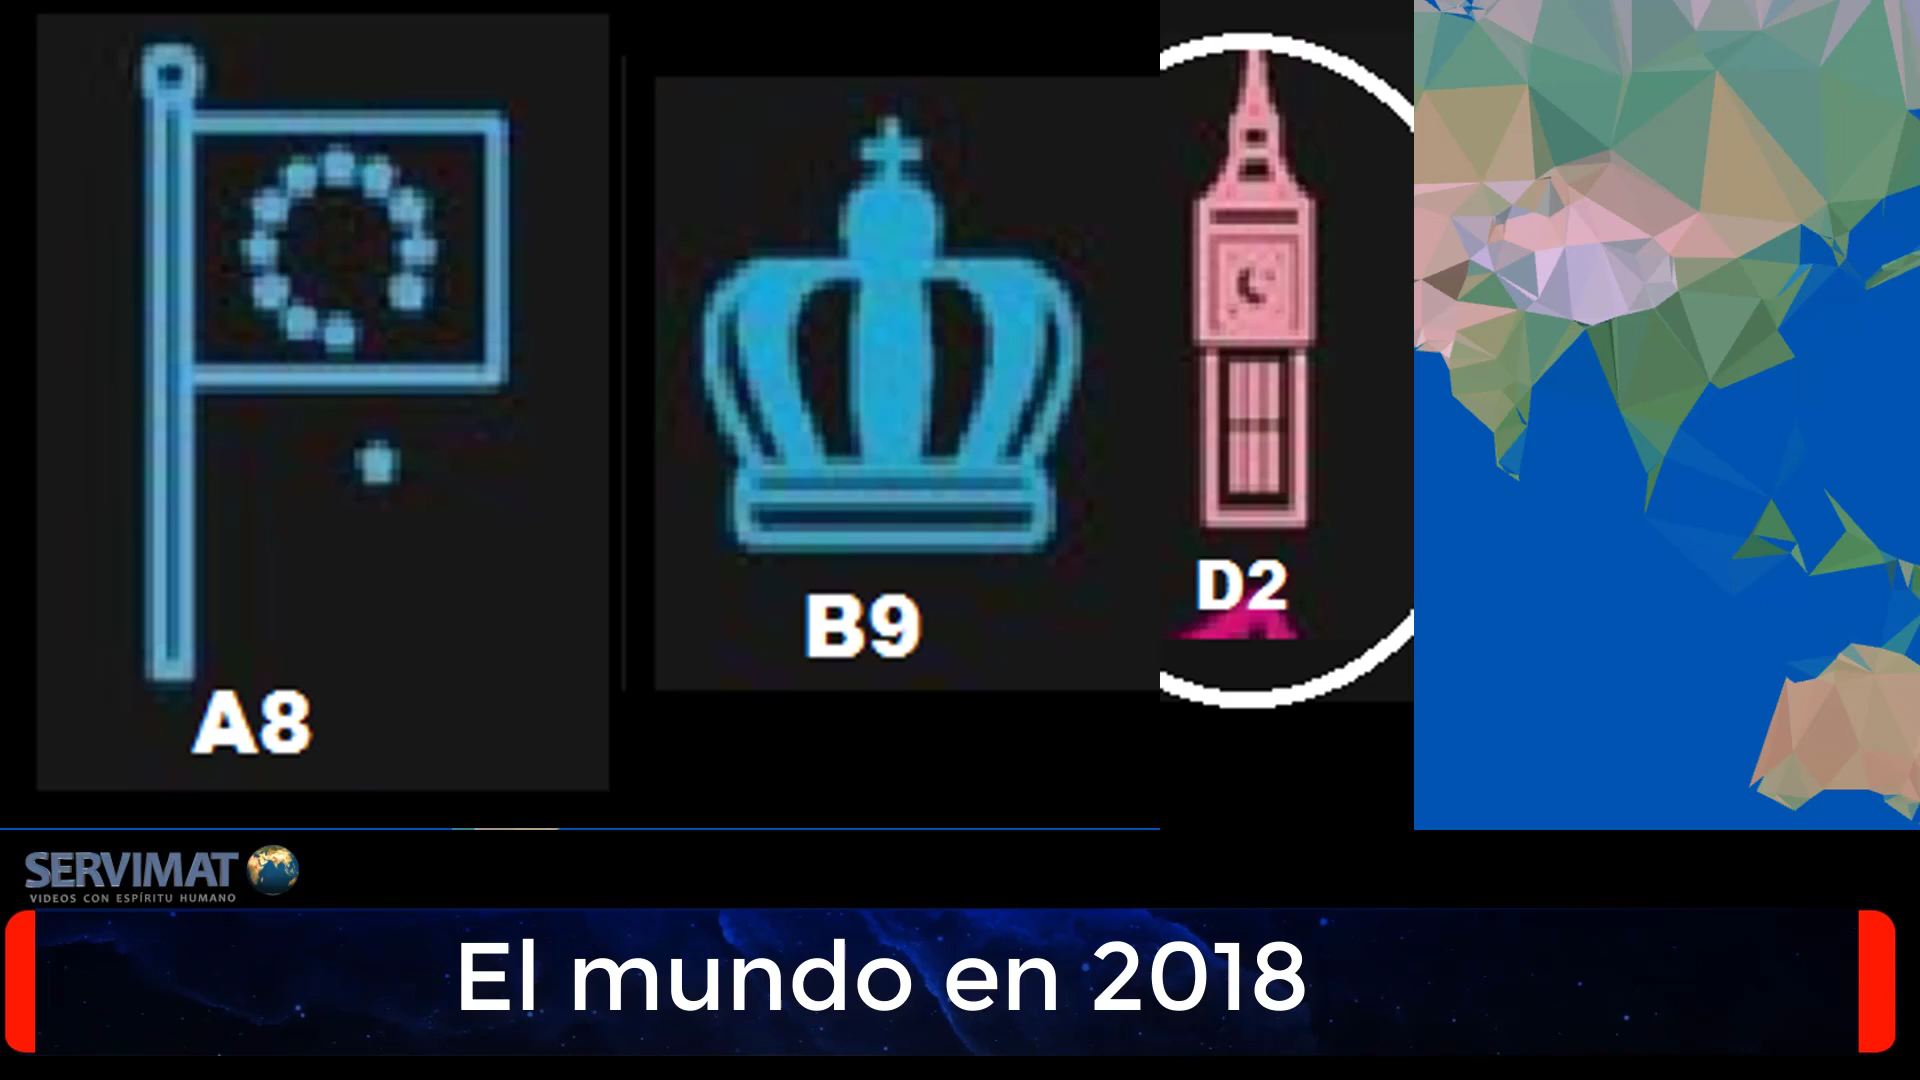 A8
B9
D2
SERVIMAT
VIDEOS CON ESPÍRITU HUMANO
El mundo en 2018